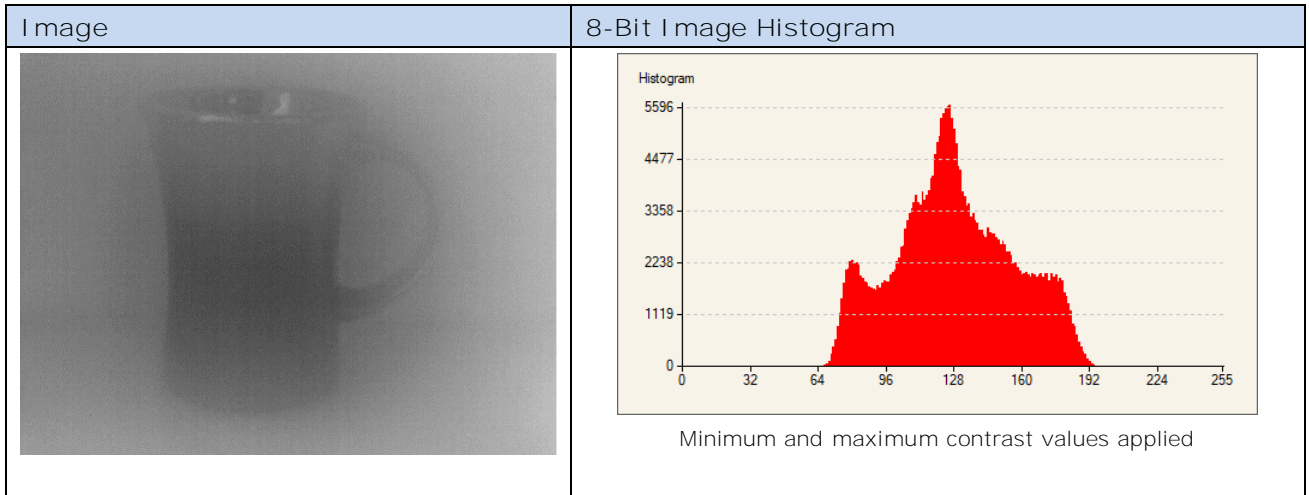 Image
8-Bit Image Histogram
Histogram
5596
4477
3358
2238
1119
0
0 32 64 96 128 160 192 224 255
Minimum and maximum contrast values applied